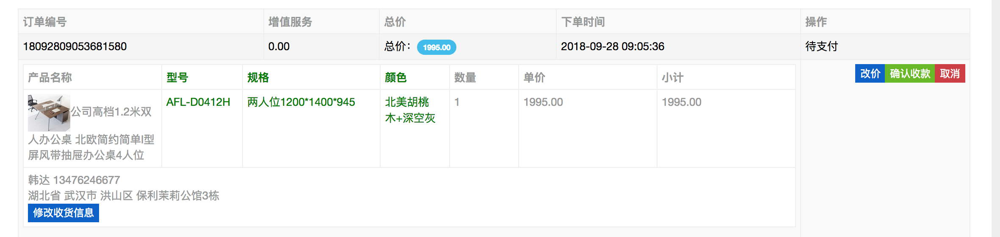 订单编号 增值服务 总价 下单时间 操作
18092809053681580 0.00 总价： 1995.00 2018-09-28 09:05:36 待支付
产品名称 型号 规格 颜色 数量 单价 小计 改价 确认收款 取消
公司高档1.2米双 AFL-D0412H 两人位1200*1400*945 北美胡桃 1 1995.00 1995.00
木+深空灰
人办公桌 北欧简约简单I型
屏风带抽屉办公桌4人位
韩达 13476246677
湖北省 武汉市 洪山区 保利茉莉公馆3栋
修改收货信息